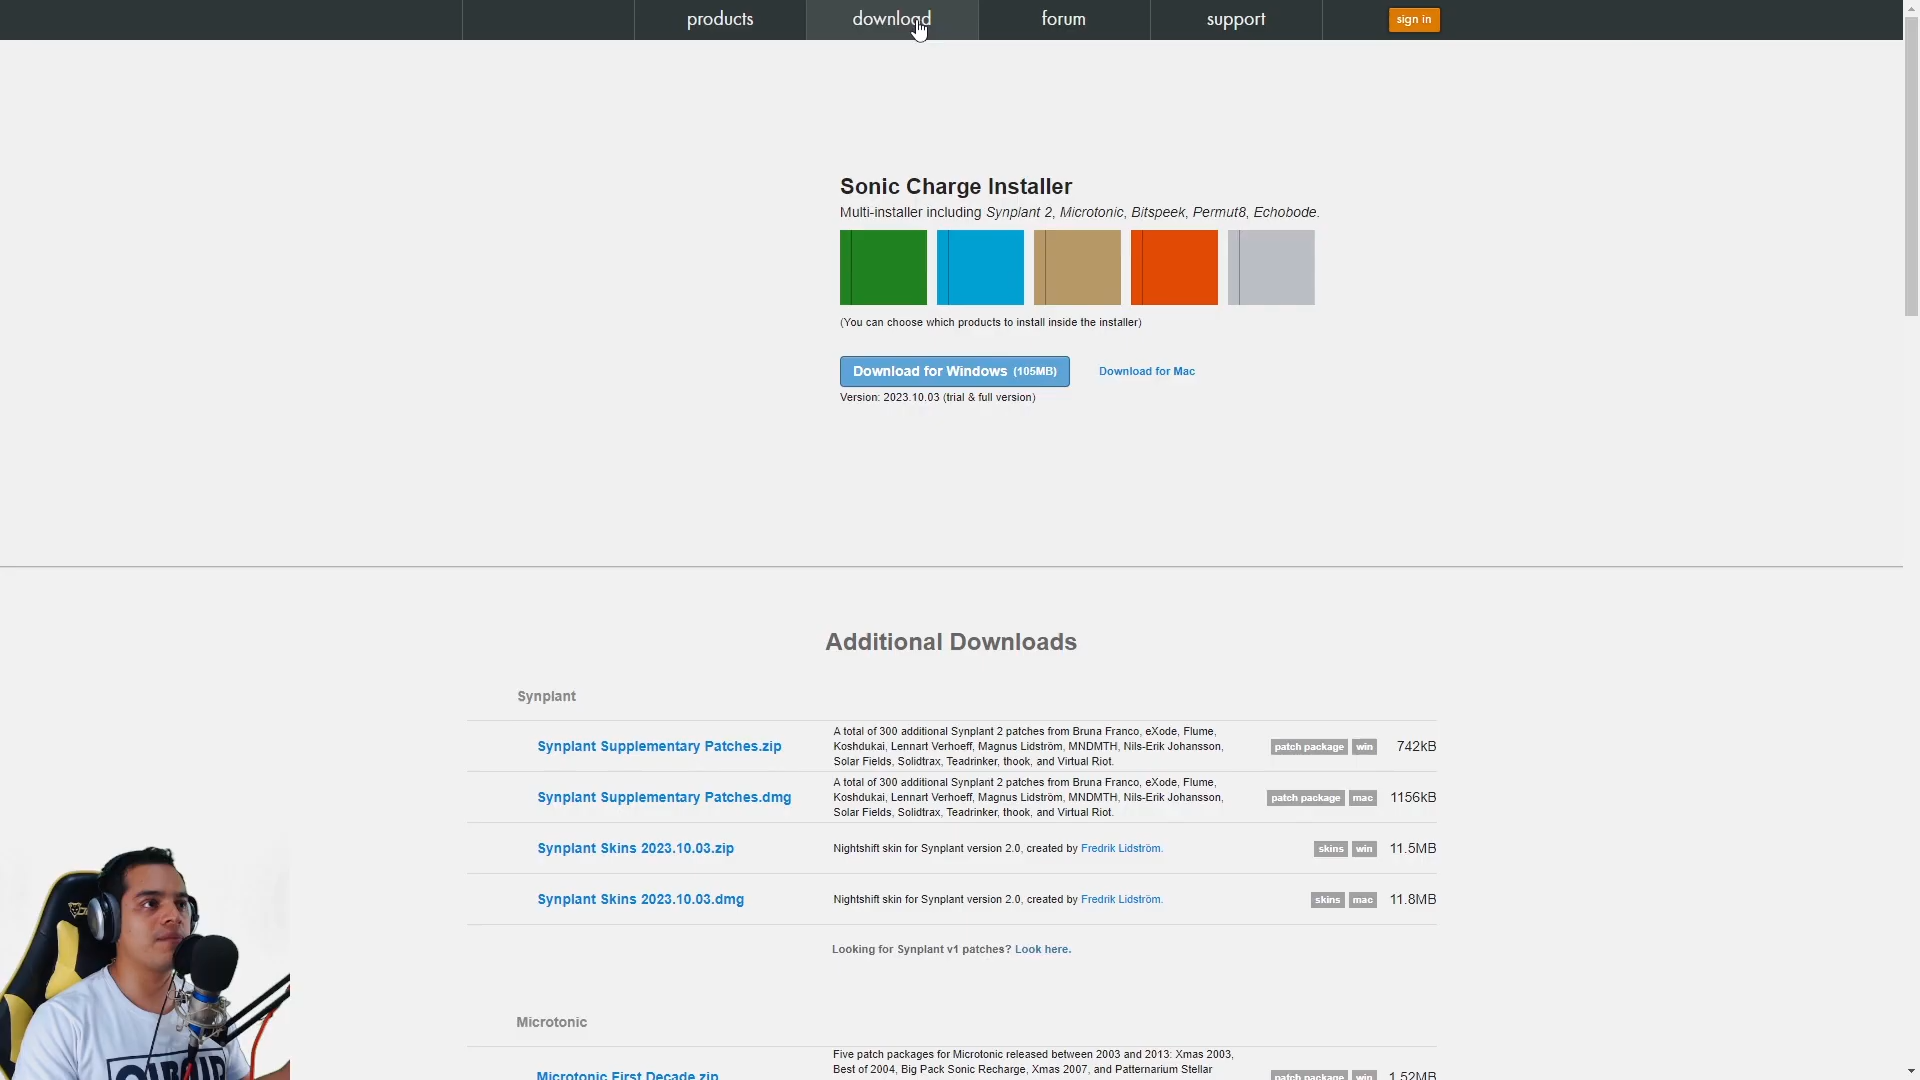 products download forum support sign in
Sonic Charge Installer
Multi-installer including Synplant 2, Microtonic, Bitspeek, Permut8, Echobode.
(You can choose which products to install inside the installer)
Download for Windows (105MB) Download for Mac
Version: 2023.10.03 (trial & full version)
Additional Downloads
Synplant
Synplant Supplementary Patches.zip
A total of 300 additional Synplant 2 patches from Bruna Franco, eXode, Flume,
Koshdukai, Lennart Verhoeff, Magnus Lidström, MNDMTH, Nils-Erik Johansson,
Solar Fields, Solidtrax, Teadrinker, thook, and Virtual Riot.
patch package win 742kB
Synplant Supplementary Patches.dmg
A total of 300 additional Synplant 2 patches from Bruna Franco, eXode, Flume,
Koshdukai, Lennart Verhoeff, Magnus Lidström, MNDMTH, Nils-Erik Johansson,
Solar Fields, Solidtrax, Teadrinker, thook, and Virtual Riot.
patch package mac 1156kB
Synplant Skins 2023.10.03.zip Nightshift skin for Synplant version 2.0, created by Fredrik Lidström. skins win 11.5MB
Synplant Skins 2023.10.03.dmg Nightshift skin for Synplant version 2.0, created by Fredrik Lidström. skins mac 11.8MB
Looking for Synplant v1 patches? Look here.
Microtonic
Microtonic First Decade.zip
Five patch packages for Microtonic released between 2003 and 2013: Xmas 2003,
Best of 2004, Big Pack Sonic Recharge, Xmas 2007, and Patternarium Stellar
patch package win 1.52MB